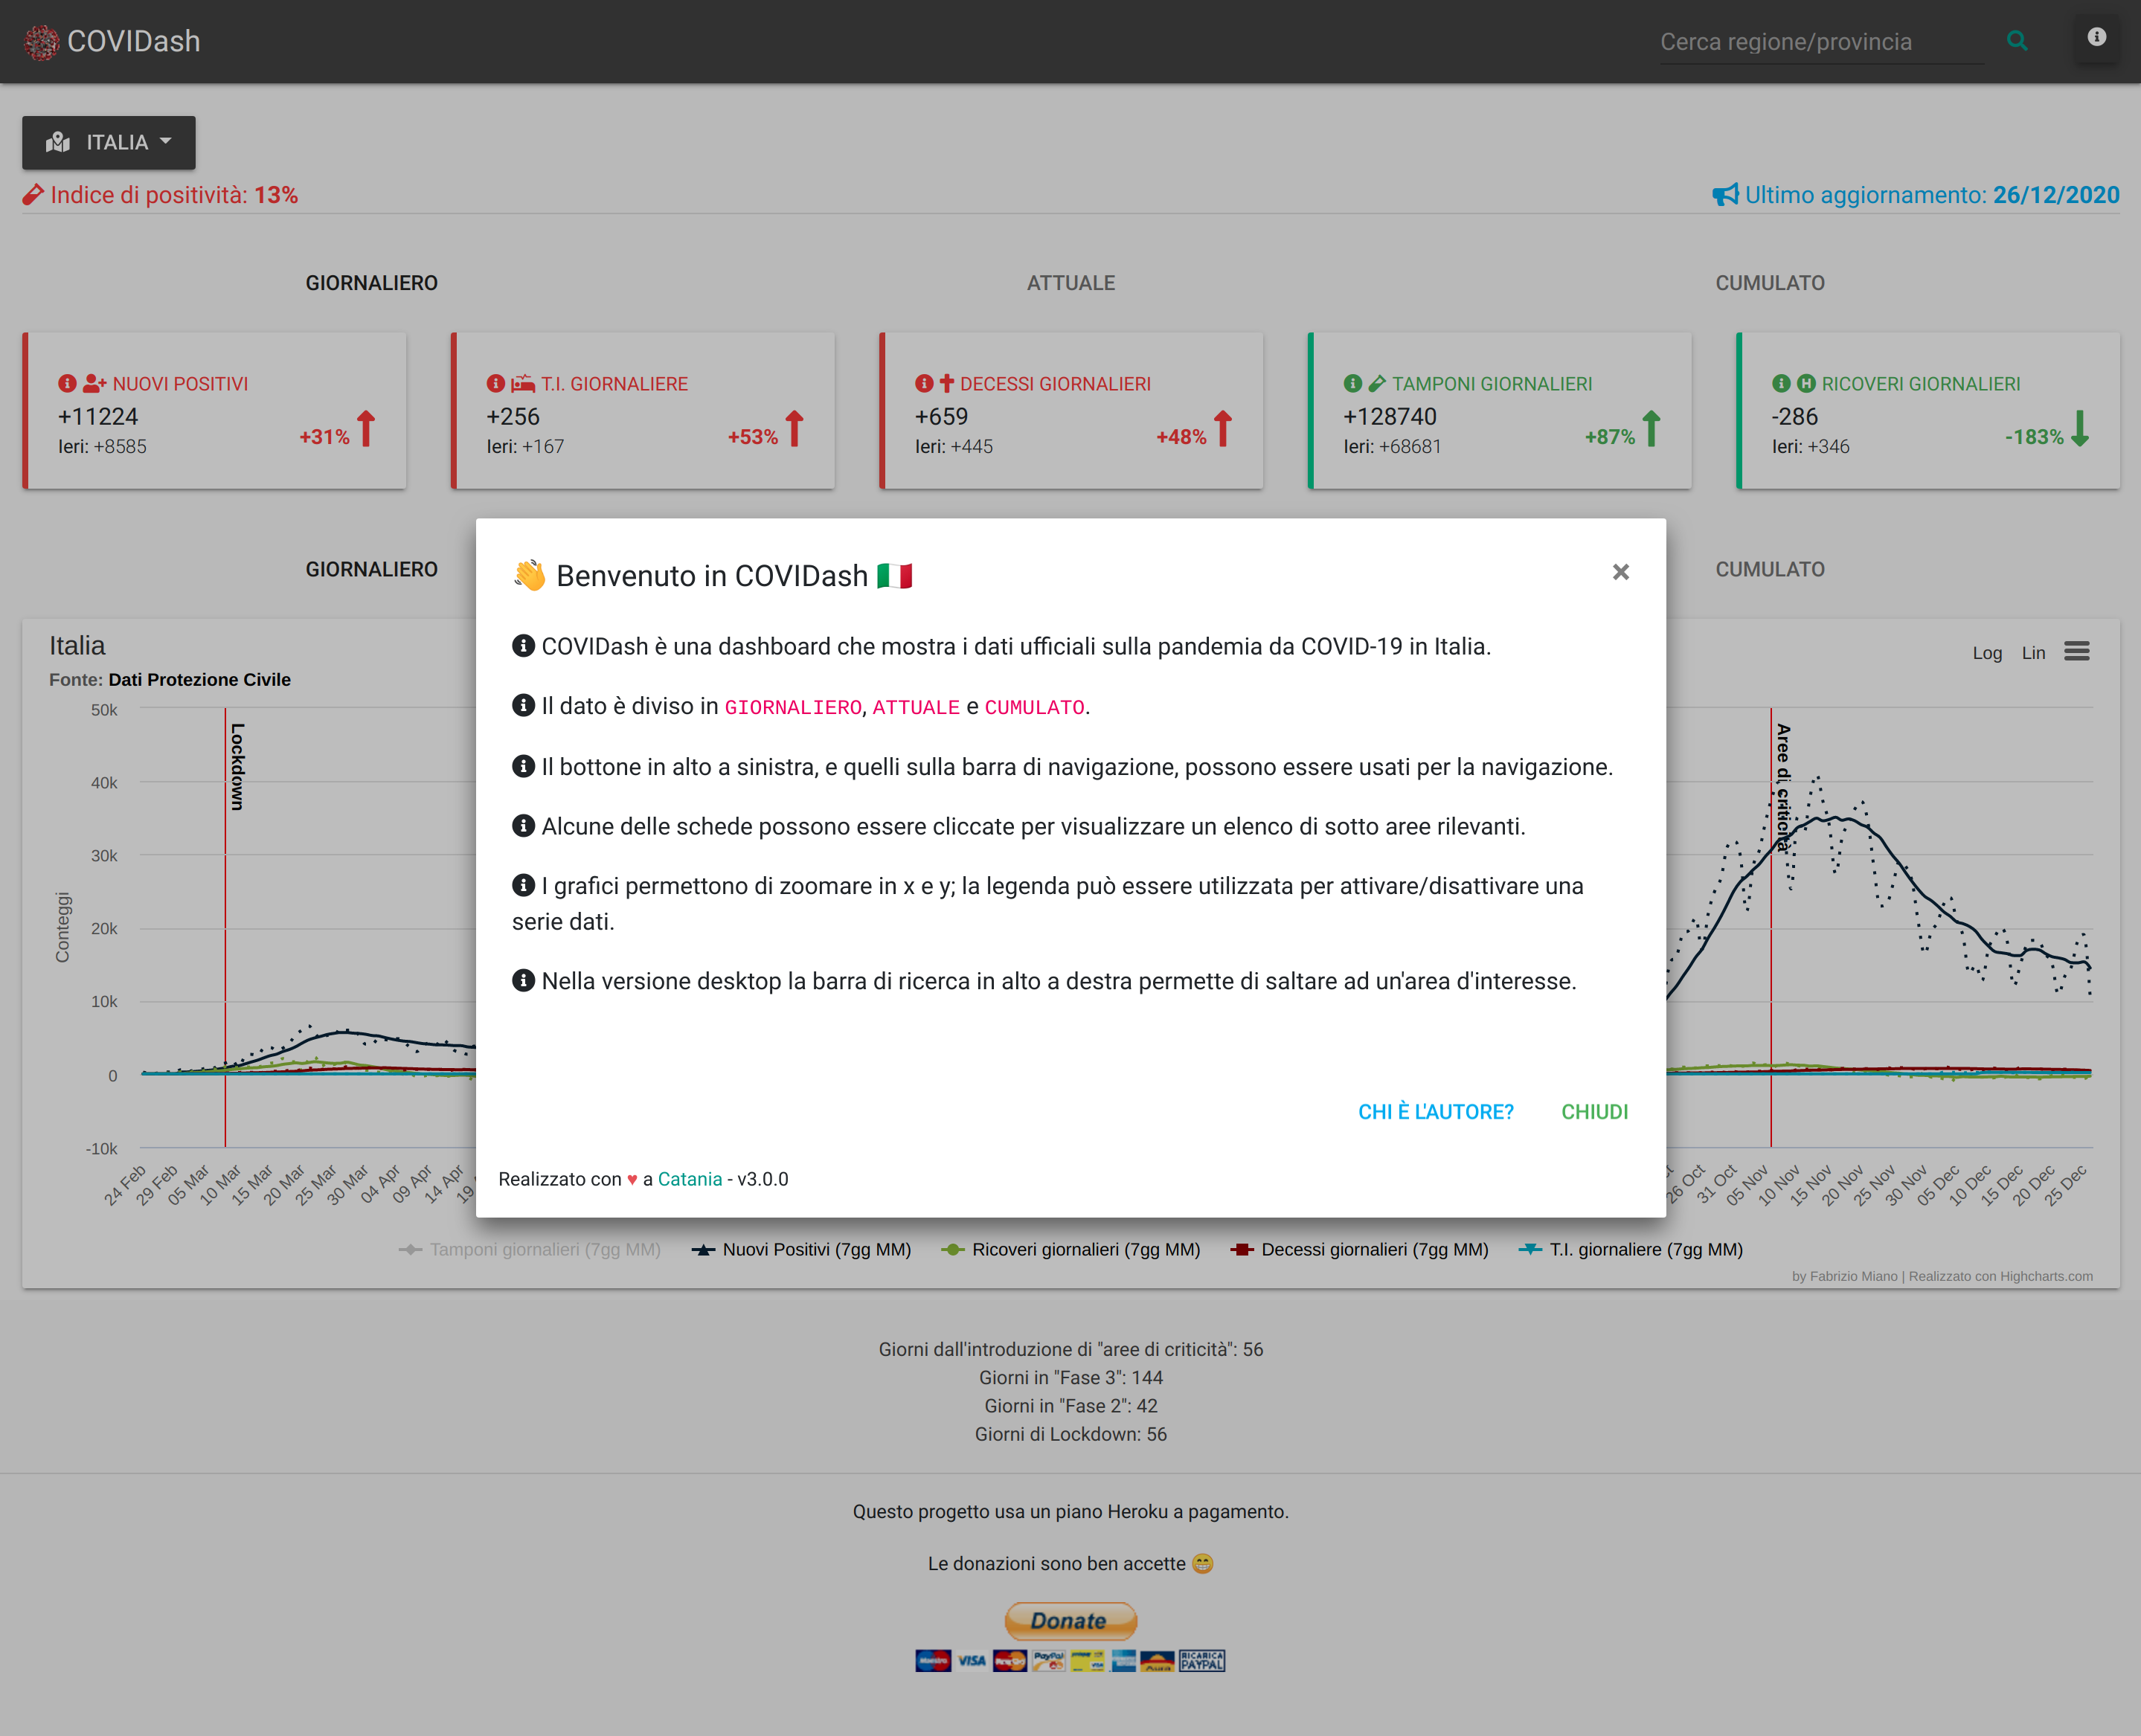 COVIDash
Cerca regione/provincia
ITALIA
Indice di positività: 13%
Ultimo aggiornamento: 26/12/2020
GIORNALIERO
ATTUALE
CUMULATO
NUOVI POSITIVI
+11224
Ieri: +8585
+31%
T.I. GIORNALIERE
+256
Ieri: +167
+53%
DECESSI GIORNALIERI
+659
Ieri: +445
+48%
TAMPONI GIORNALIERI
+128740
Ieri: +68681
+87%
RICOVERI GIORNALIERI
-286
Ieri: +346
-183%
GIORNALIERO
CUMULATO
👋 Benvenuto in COVIDash 🇮🇹
×
COVIDash è una dashboard che mostra i dati ufficiali sulla pandemia da COVID-19 in Italia.
Il dato è diviso in GIORNALIERO, ATTUALE e CUMULATO.
Il bottone in alto a sinistra, e quelli sulla barra di navigazione, possono essere usati per la navigazione.
Alcune delle schede possono essere cliccate per visualizzare un elenco di sotto aree rilevanti.
I grafici permettono di zoomare in x e y; la legenda può essere utilizzata per attivare/disattivare una
serie dati.
Nella versione desktop la barra di ricerca in alto a destra permette di saltare ad un'area d'interesse.
CHI È L'AUTORE?
CHIUDI
Realizzato con ♥ a Catania - v3.0.0
Italia
Fonte: Dati Protezione Civile
Log
Lin
Conteggi
50k
40k
30k
20k
10k
0
-10k
Lockdown
Aree di criticità
24 Feb
29 Feb
05 Mar
10 Mar
15 Mar
20 Mar
25 Mar
30 Mar
04 Apr
09 Apr
14 Apr
19
26 Oct
31 Oct
05 Nov
10 Nov
15 Nov
20 Nov
25 Nov
30 Nov
05 Dec
10 Dec
15 Dec
20 Dec
25 Dec
Tamponi giornalieri (7gg MM)
Nuovi Positivi (7gg MM)
Ricoveri giornalieri (7gg MM)
Decessi giornalieri (7gg MM)
T.I. giornaliere (7gg MM)
by Fabrizio Miano | Realizzato con Highcharts.com
Giorni dall'introduzione di "aree di criticità": 56
Giorni in "Fase 3": 144
Giorni in "Fase 2": 42
Giorni di Lockdown: 56
Questo progetto usa un piano Heroku a pagamento.
Le donazioni sono ben accette 😁
Donate
Maestro
VISA
PayPal
RICARICA
PAYPAL